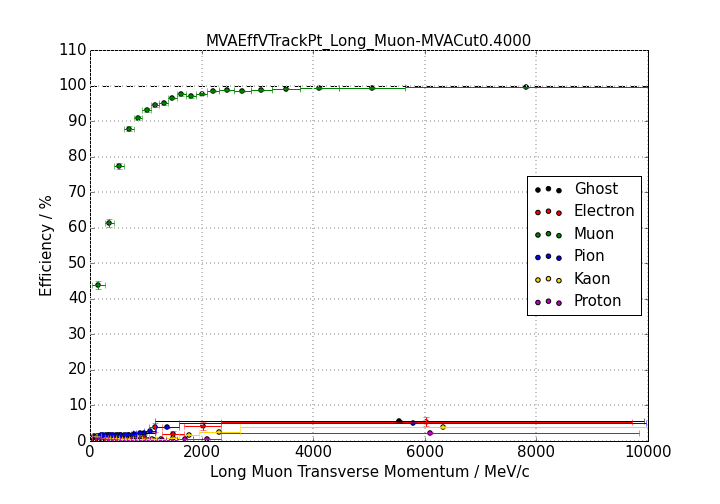 MVAEffVTrackPt_Long_Muon-MVACut0.4000
110
100
90
80
70
60
50
40
30
20
10
0
Efficiency / %
Ghost
Electron
Muon
Pion
Kaon
Proton
0 2000 4000 6000 8000 10000
Long Muon Transverse Momentum / MeV/c